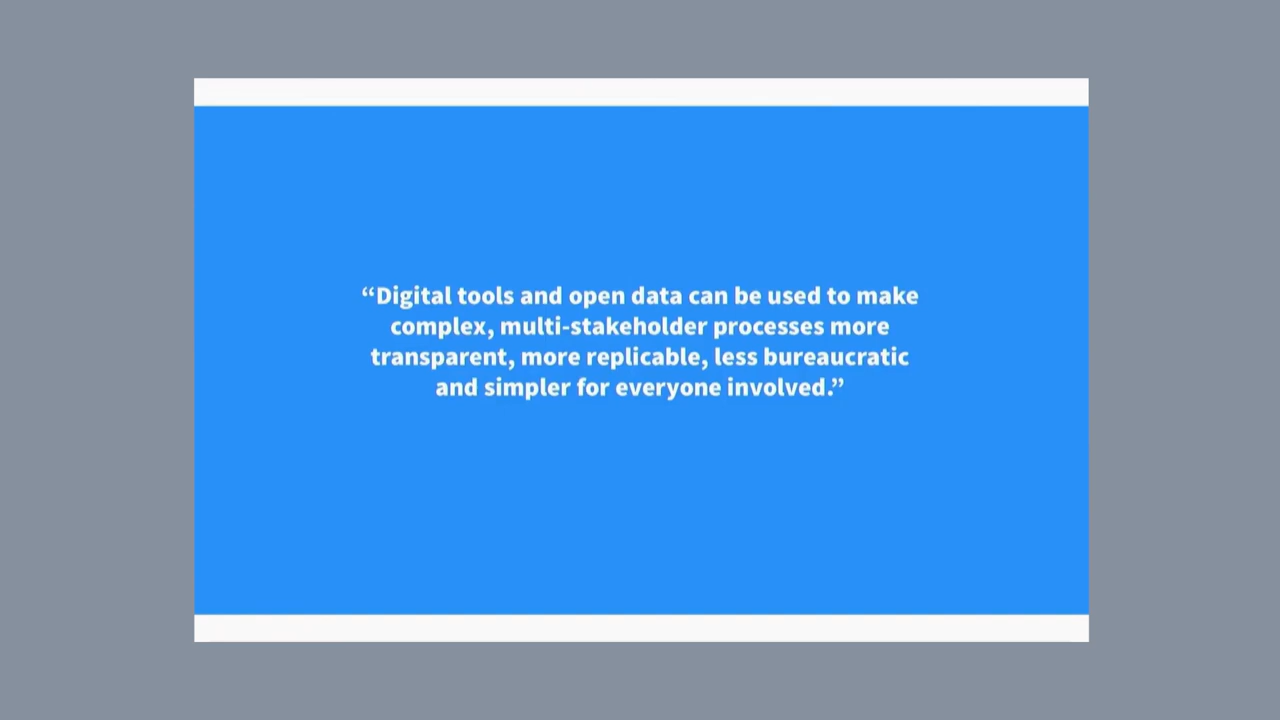 “Digital tools and open data can be used to make
complex, multi-stakeholder processes more
transparent, more replicable, less bureaucratic
and simpler for everyone involved.”